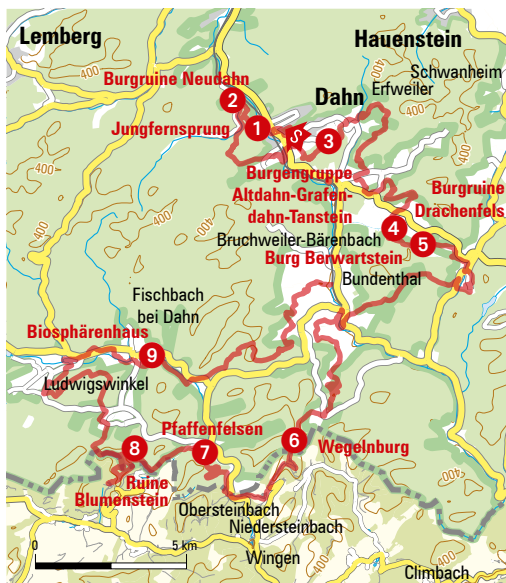 Lemberg
Hauenstein
400
400
400
Schwanheim
Erfweiler
Burgruine Neudahn
2
Dahn
Jungfernsprung
1
S
3
Burgengruppe
Altdahn-Grafen-
dahn-Tanstein
Burgruine
Drachenfels
4
5
Bruchweiler-Bärenbach
Burg Berwartstein
Bundenthal
400
Fischbach
bei Dahn
Biosphärenhaus
9
Ludwigswinkel
Pfaffenfelsen
6
Wegelnburg
8
7
Ruine
Blumenstein
400
400
Obersteinbach
Niedersteinbach
0
5 km
Wingen
Climbach